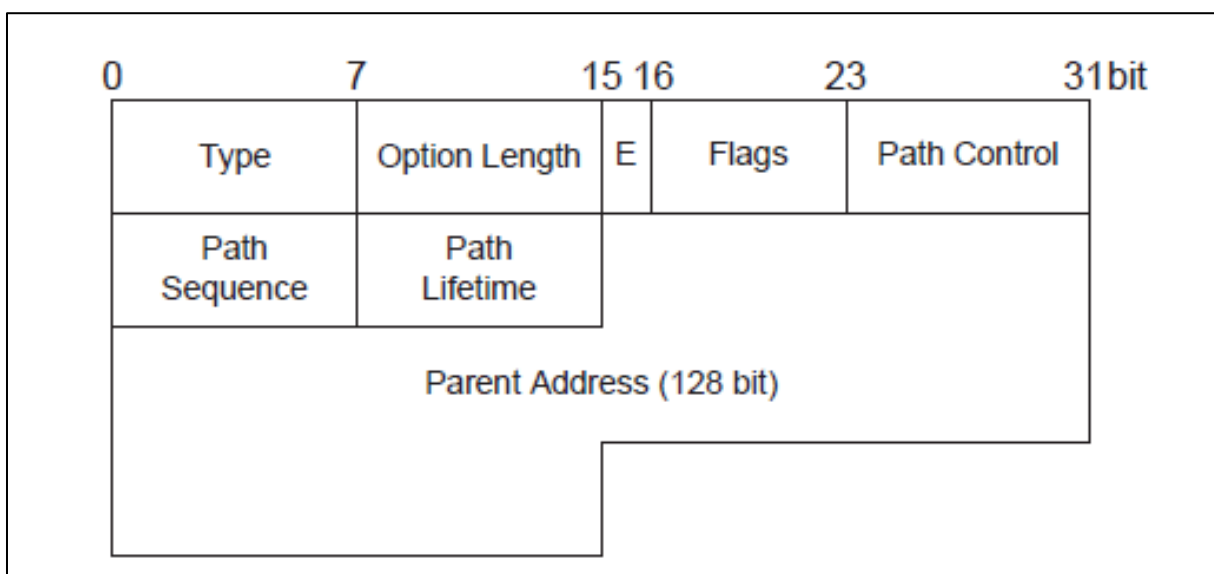 0 7 15 16 23 31bit
Type Option Length E Flags Path Control
Path Path
Sequence Lifetime
Parent Address (128 bit)